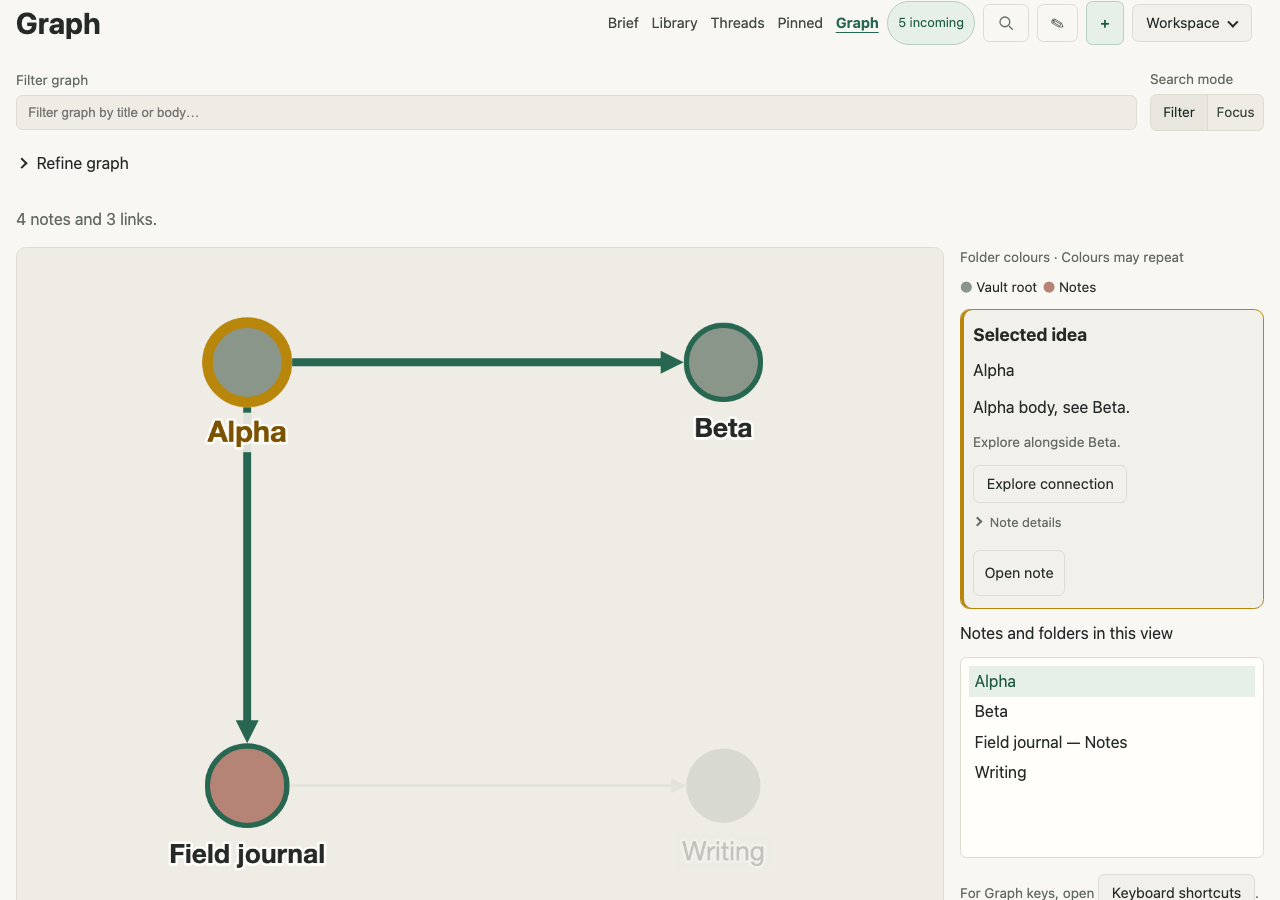 Graph
Brief Library Threads Pinned Graph 5 incoming + Workspace
Filter graph
Search mode
Filter graph by title or body…
Filter Focus
Refine graph
4 notes and 3 links.
Alpha
Beta
Field journal
Writing
Folder colours · Colours may repeat
Vault root Notes
Selected idea
Alpha
Alpha body, see Beta.
Explore alongside Beta.
Explore connection
Note details
Open note
Notes and folders in this view
Alpha
Beta
Field journal — Notes
Writing
For Graph keys, open Keyboard shortcuts .